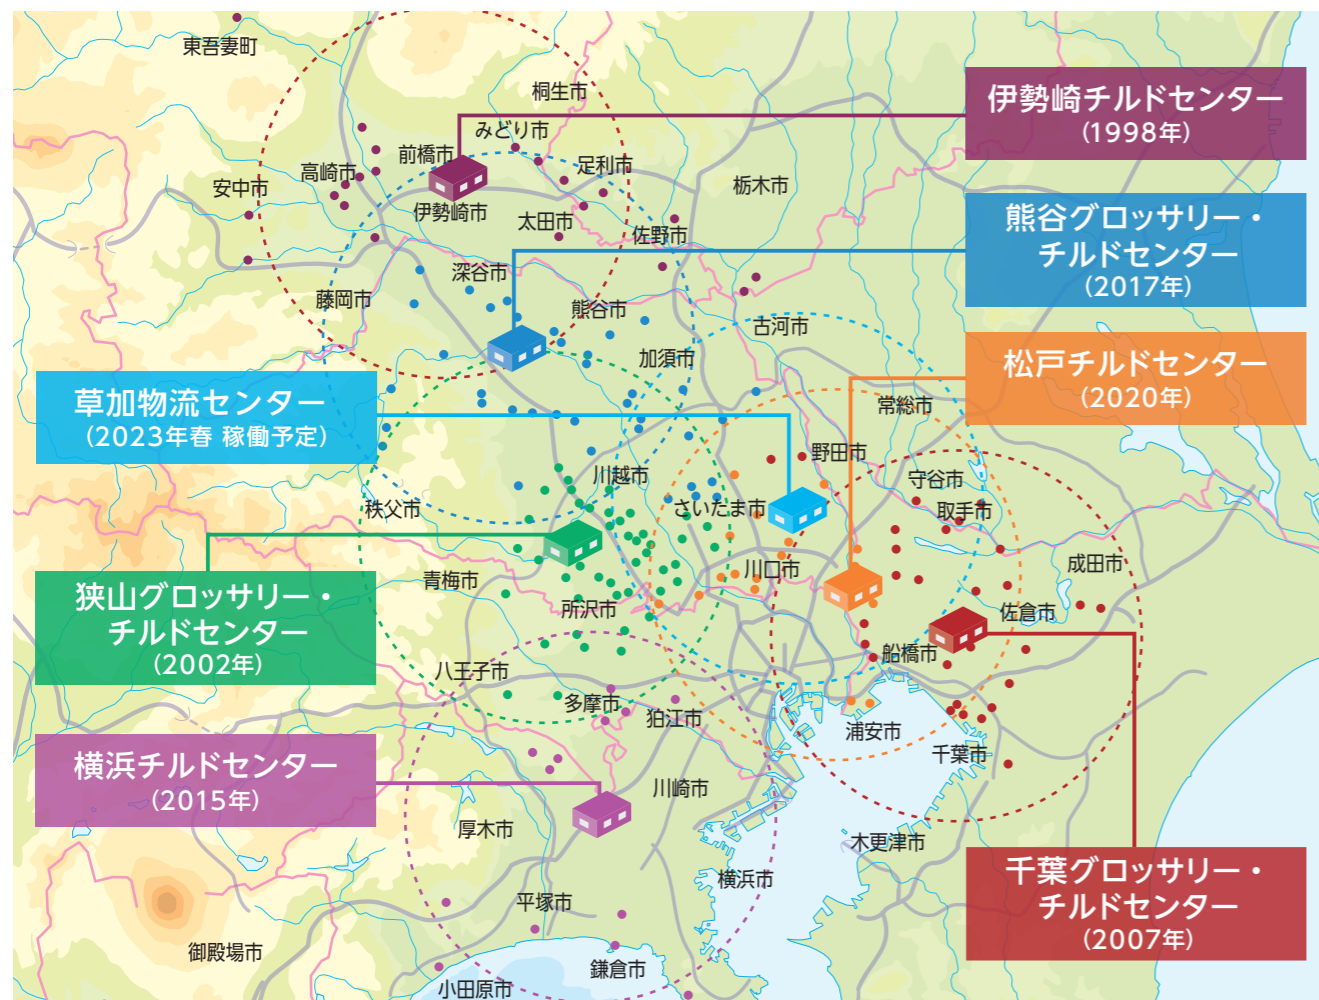 東吾妻町
桐生市
みどり市
前橋市
足利市
高崎市
安中市
栃木市
伊勢崎市
太田市
佐野市
伊勢崎チルドセンター
（1998年）
熊谷グロッサリー・
チルドセンター
（2017年）
深谷市
藤岡市
熊谷市
古河市
加須市
松戸チルドセンター
（2020年）
草加物流センター
（2023年春 稼働予定）
常総市
野田市
川越市
守谷市
秩父市
さいたま市
取手市
川口市
成田市
青梅市
狭山グロッサリー・
チルドセンター
（2002年）
所沢市
佐倉市
船橋市
八王子市
多摩市
狛江市
浦安市
千葉市
横浜チルドセンター
（2015年）
川崎市
厚木市
木更津市
横浜市
千葉グロッサリー・
チルドセンター
（2007年）
平塚市
御殿場市
鎌倉市
小田原市